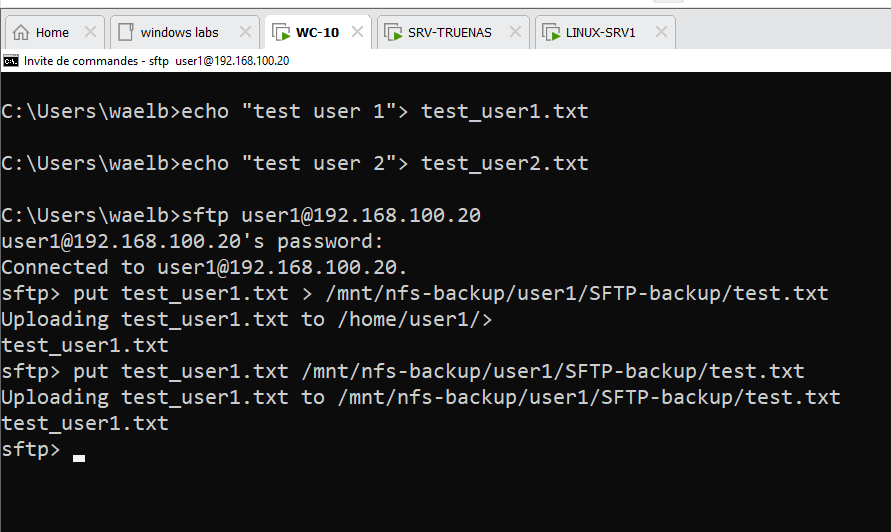 Home
windows labs
WC-10
SRV-TRUENAS
LINUX-SRV1
C:\. Invite de commandes - sftp  user1@192.168.100.20
C:\Users\waelb>echo "test user 1"> test_user1.txt
C:\Users\waelb>echo "test user 2"> test_user2.txt
C:\Users\waelb>sftp user1@192.168.100.20
user1@192.168.100.20's password:
Connected to user1@192.168.100.20.
sftp> put test_user1.txt > /mnt/nfs-backup/user1/SFTP-backup/test.txt
Uploading test_user1.txt to /home/user1/>
test_user1.txt
sftp> put test_user1.txt /mnt/nfs-backup/user1/SFTP-backup/test.txt
Uploading test_user1.txt to /mnt/nfs-backup/user1/SFTP-backup/test.txt
test_user1.txt
sftp>